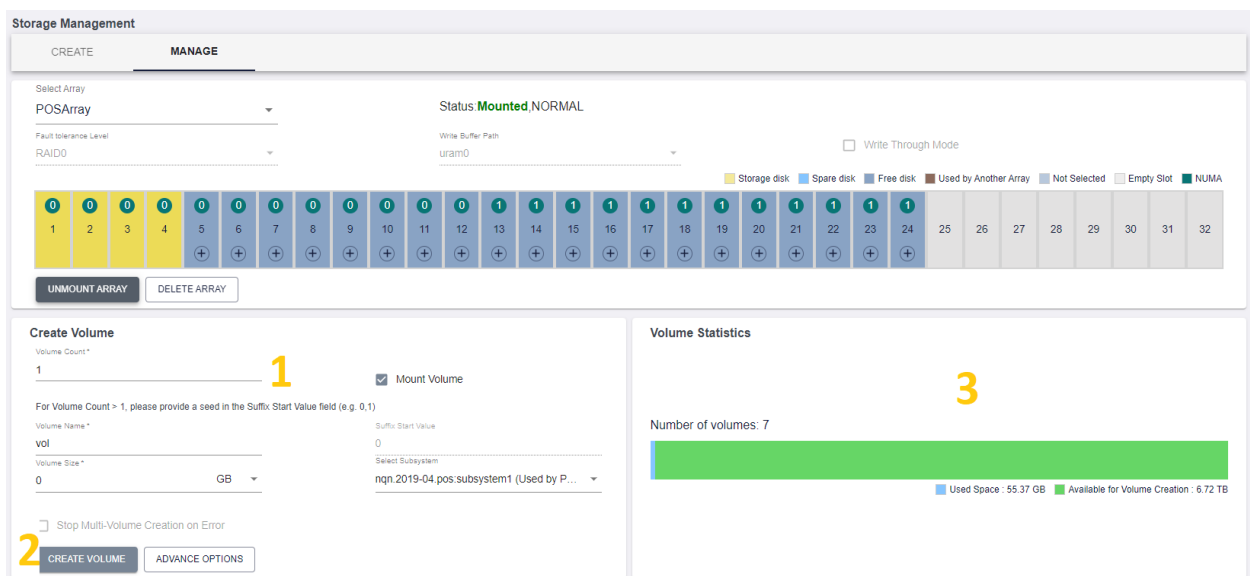 Storage Management
CREATE MANAGE
Select Array
POSArray
Status:Mounted,NORMAL
Fault tolerance Level
RAID0
Write Buffer Path
uram0
Write Through Mode
Storage disk Spare disk Free disk Used by Another Array Not Selected Empty Slot NUMA
0 0 0 0 0 0 0 0 0 0 0 0 1 1 1 1 1 1 1 1 1 1 1 1
1 2 3 4 5 6 7 8 9 10 11 12 13 14 15 16 17 18 19 20 21 22 23 24 25 26 27 28 29 30 31 32
UNMOUNT ARRAY DELETE ARRAY
Create Volume
Volume Count *
1
1
Mount Volume
For Volume Count > 1, please provide a seed in the Suffix Start Value field (e.g. 0,1)
Volume Name *
vol
Suffix Start Value
0
Volume Size *
0 GB
Select Subsystem
nqn.2019-04.pos:subsystem1 (Used by P...
Stop Multi-Volume Creation on Error
2
CREATE VOLUME ADVANCE OPTIONS
Volume Statistics
3
Number of volumes: 7
Used Space : 55.37 GB Available for Volume Creation : 6.72 TB